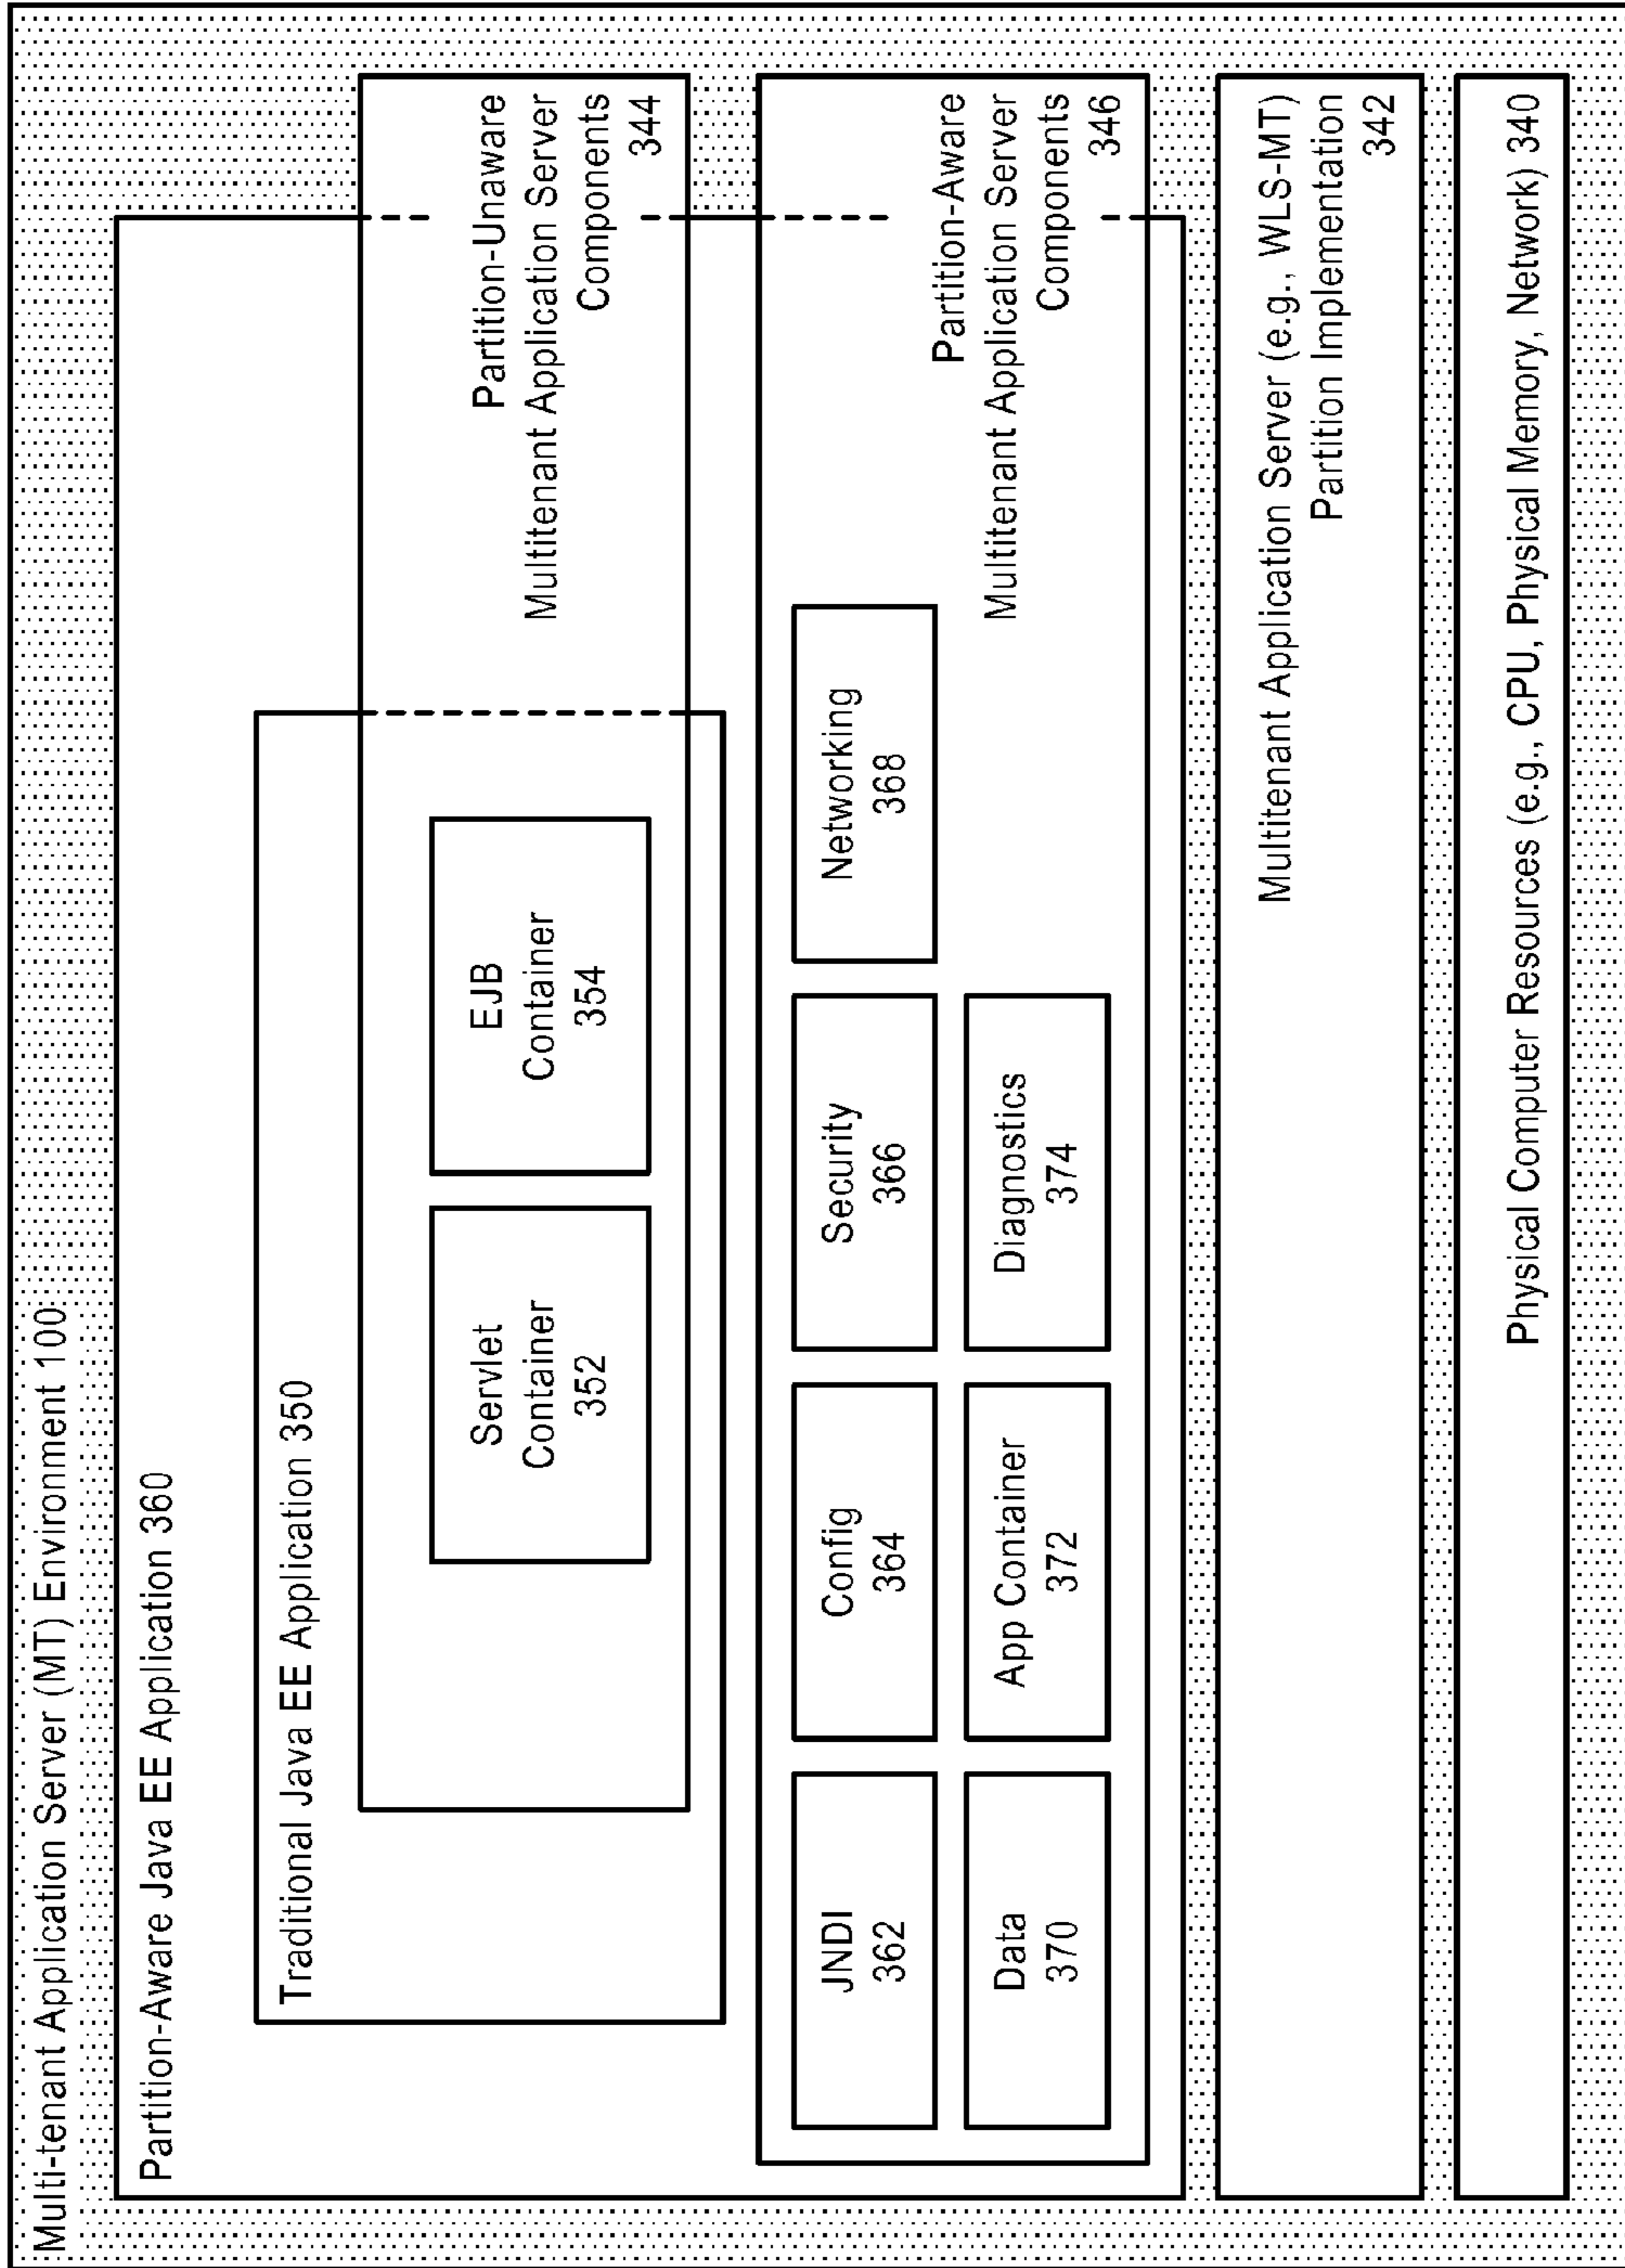 Multi-tenant Application Server (MT) Environment 100
Partition-Aware Java EE Application 360
Traditional Java EE Application 350
Servlet
Container
352
EJB
Container
354
Partition-Unaware
Multitenant Application Server
Components
344
JNDI
362
Config
364
Security
366
Networking
368
Data
370
App Container
372
Diagnostics
374
Partition-Aware
Multitenant Application Server
Components
346
Multitenant Application Server (e.g., WLS-MT)
Partition Implementation
342
Physical Computer Resources (e.g., CPU, Physical Memory, Network) 340